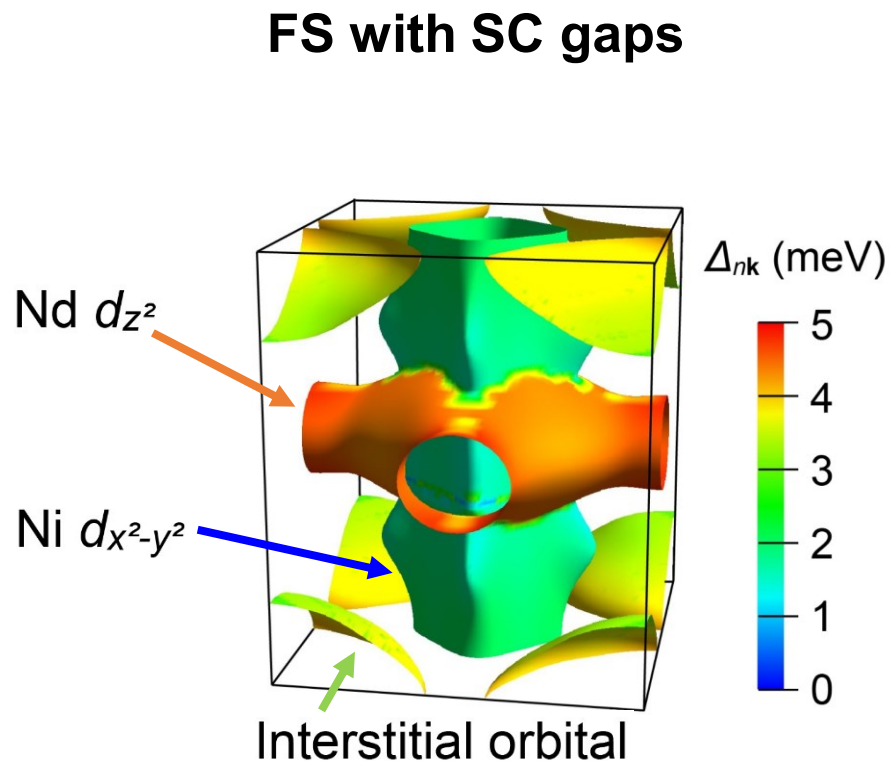 FS with SC gaps
Δnk (meV)
Nd dz²
5
4
3
Ni dx²-y²
2
1
0
Interstitial orbital